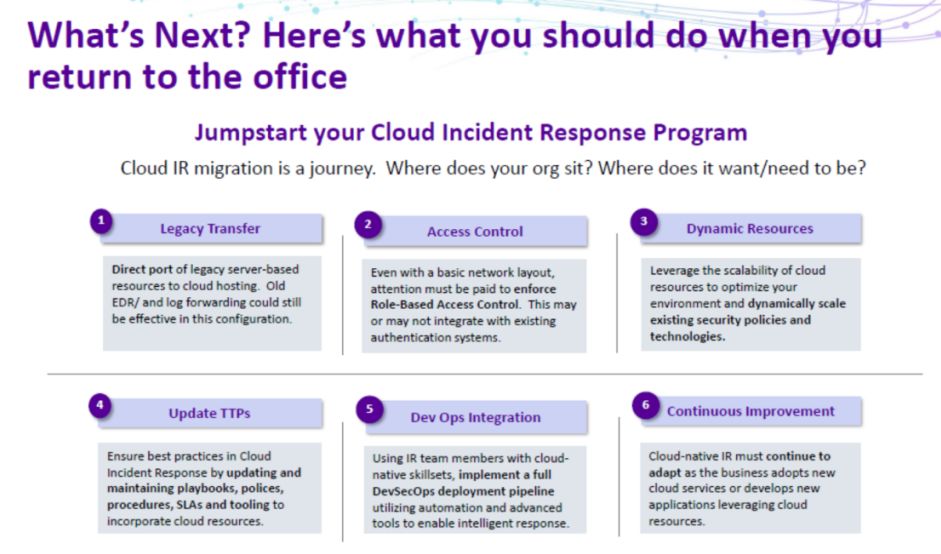 What's Next? Here's what you should do when you
return to the office
Jumpstart your Cloud Incident Response Program
Cloud IR migration is a journey. Where does your org sit? Where does it want/need to be?
1
Legacy Transfer
Direct port of legacy server-based
resources to cloud hosting. Old
EDR/ and log forwarding could still
be effective in this configuration.
2
Access Control
Even with a basic network layout,
attention must be paid to enforce
Role-Based Access Control. This may
or may not integrate with existing
authentication systems.
3
Dynamic Resources
Leverage the scalability of cloud
resources to optimize your
environment and dynamically scale
existing security policies and
technologies.
4
Update TTPs
Ensure best practices in Cloud
Incident Response by updating and
maintaining playbooks, polices,
procedures, SLAs and tooling to
incorporate cloud resources.
5
Dev Ops Integration
Using IR team members with cloud-
native skillsets, implement a full
DevSecOps deployment pipeline
utilizing automation and advanced
tools to enable intelligent response.
6
Continuous Improvement
Cloud-native IR must continue to
adapt as the business adopts new
cloud services or develops new
applications leveraging cloud
resources.